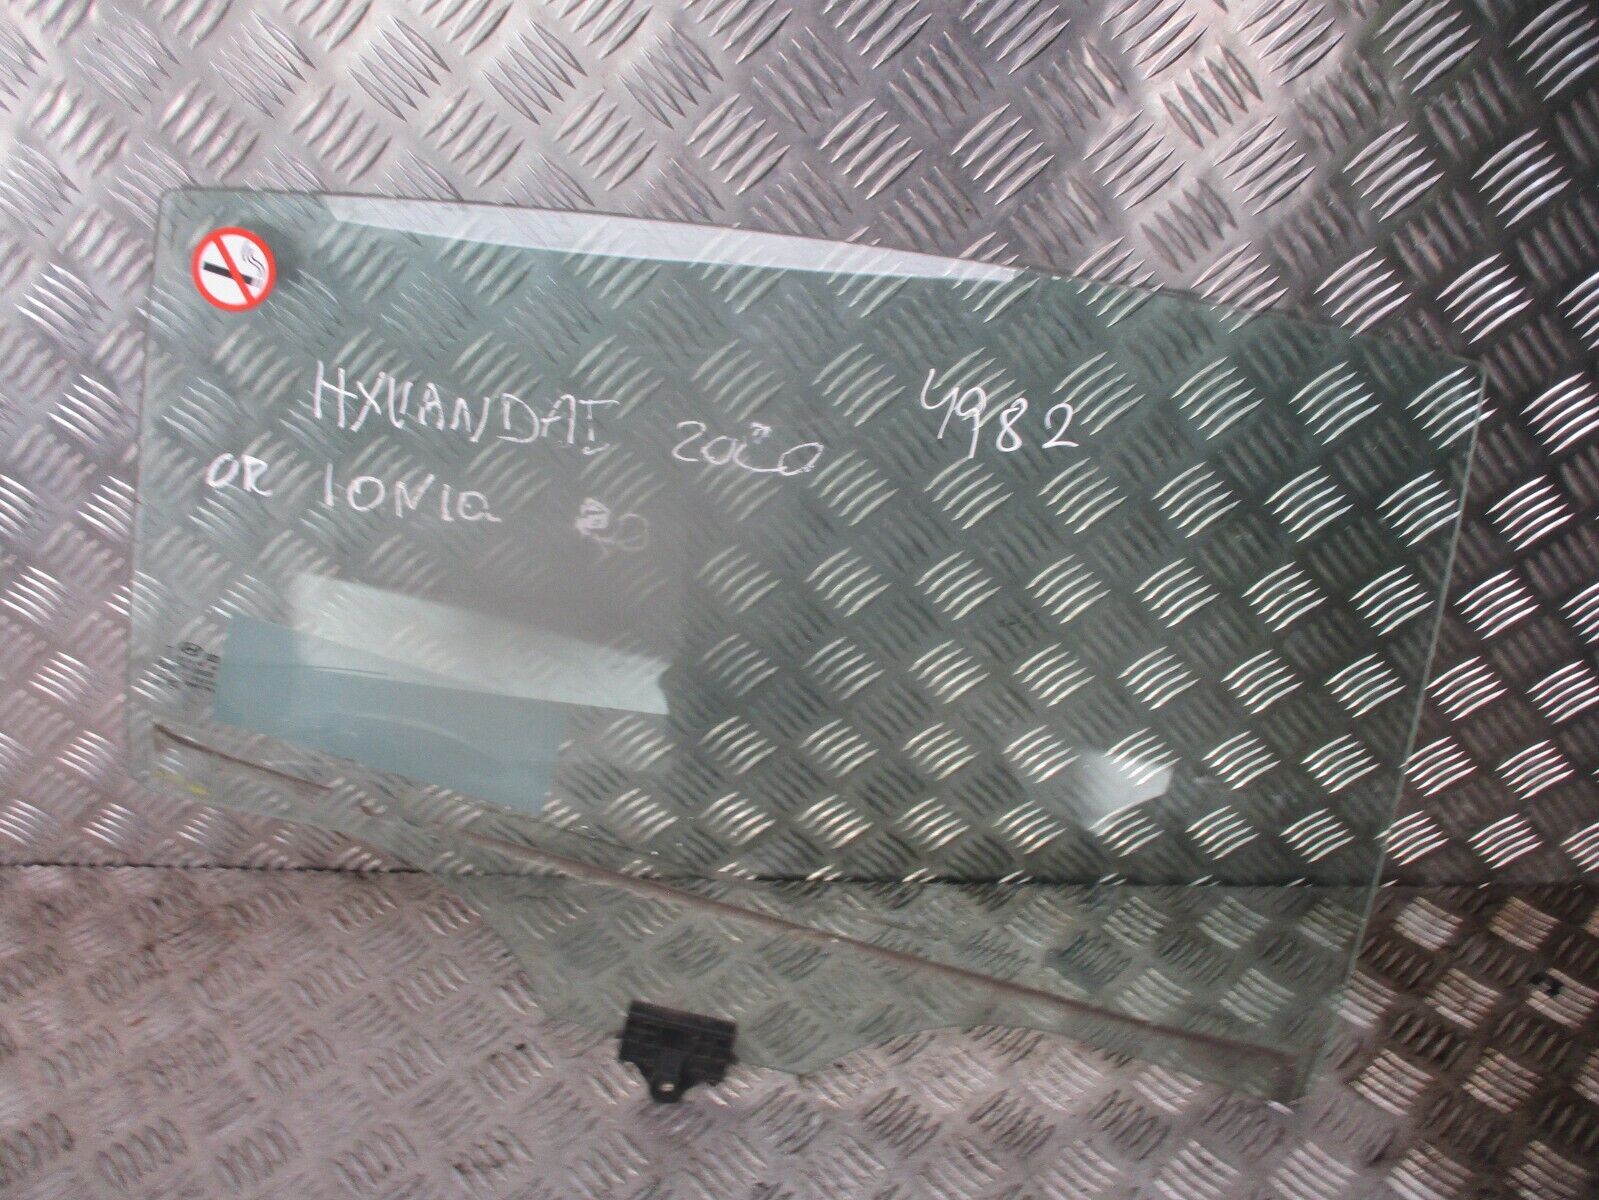 HYUANDAI 2020 4982
OR IONIQ